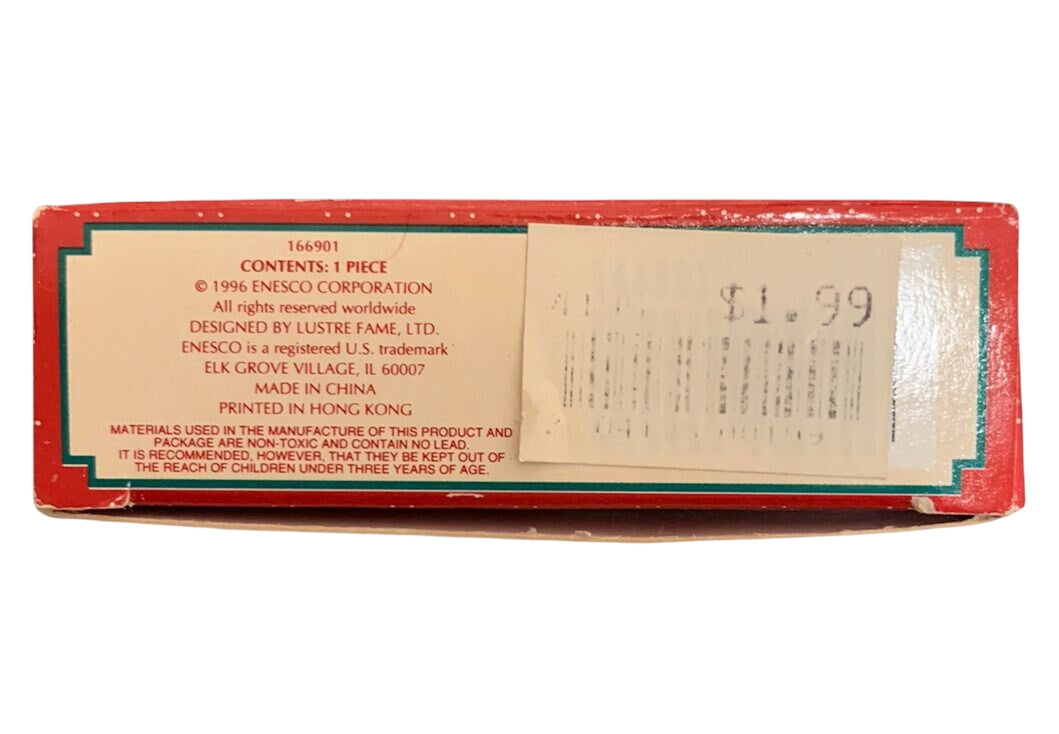 166901
CONTENTS: 1 PIECE
© 1996 ENESCO CORPORATION
All rights reserved worldwide
DESIGNED BY LUSTRE FAME, LTD.
ENESCO is a registered U.S. trademark
ELK GROVE VILLAGE, IL 60007
MADE IN CHINA
PRINTED IN HONG KONG
MATERIALS USED IN THE MANUFACTURE OF THIS PRODUCT AND
PACKAGE ARE NON-TOXIC AND CONTAIN NO LEAD.
IT IS RECOMMENDED, HOWEVER, THAT THEY BE KEPT OUT OF
THE REACH OF CHILDREN UNDER THREE YEARS OF AGE.
$1.99